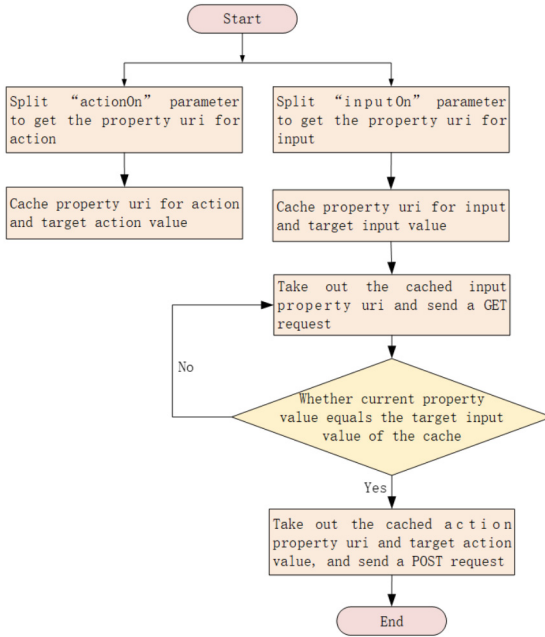 Start
Split “actionOn” parameter
to get the property uri for
action
Split “inputOn” parameter
to get the property uri for
input
Cache property uri for action
and target action value
Cache property uri for input
and target input value
Take out the cached input
property uri and send a GET
request
No
Whether current property
value equals the target input
value of the cache
Yes
Take out the cached action
property uri and target action
value, and send a POST request
End